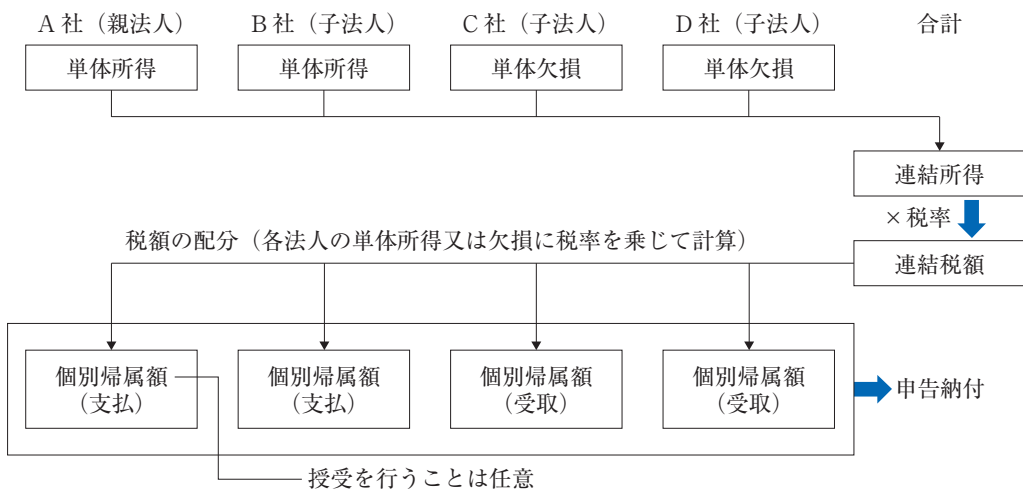 A社（親法人） B社（子法人） C社（子法人） D社（子法人） 合計
単体所得 単体所得 単体欠損 単体欠損
連結所得
×税率
税額の配分（各法人の単体所得又は欠損に税率を乗じて計算）
連結税額
個別帰属額 個別帰属額 個別帰属額 個別帰属額
（支払） （支払） （受取） （受取）
申告納付
授受を行うことは任意